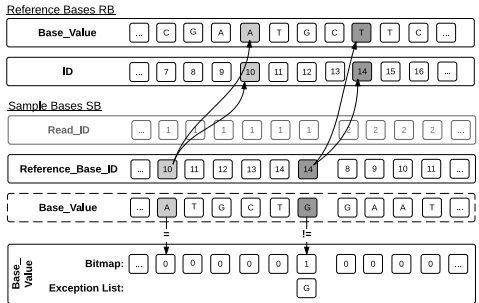 Reference Bases RB
Base_Value ... C G A A T G C T T C ...
ID ... 7 8 9 10 11 12 13 14 15 16 ...
Sample Bases SB
Read_ID ... 1 1 1 1 1 1 2 2 2 2 ...
Reference_Base_ID ... 10 11 12 13 14 14 8 9 10 11 ...
Base_Value ... A T G C T G G A A T ...
= !=
Base_Value
Bitmap: ... 0 0 0 0 0 1 0 0 0 0 ...
Exception List: G